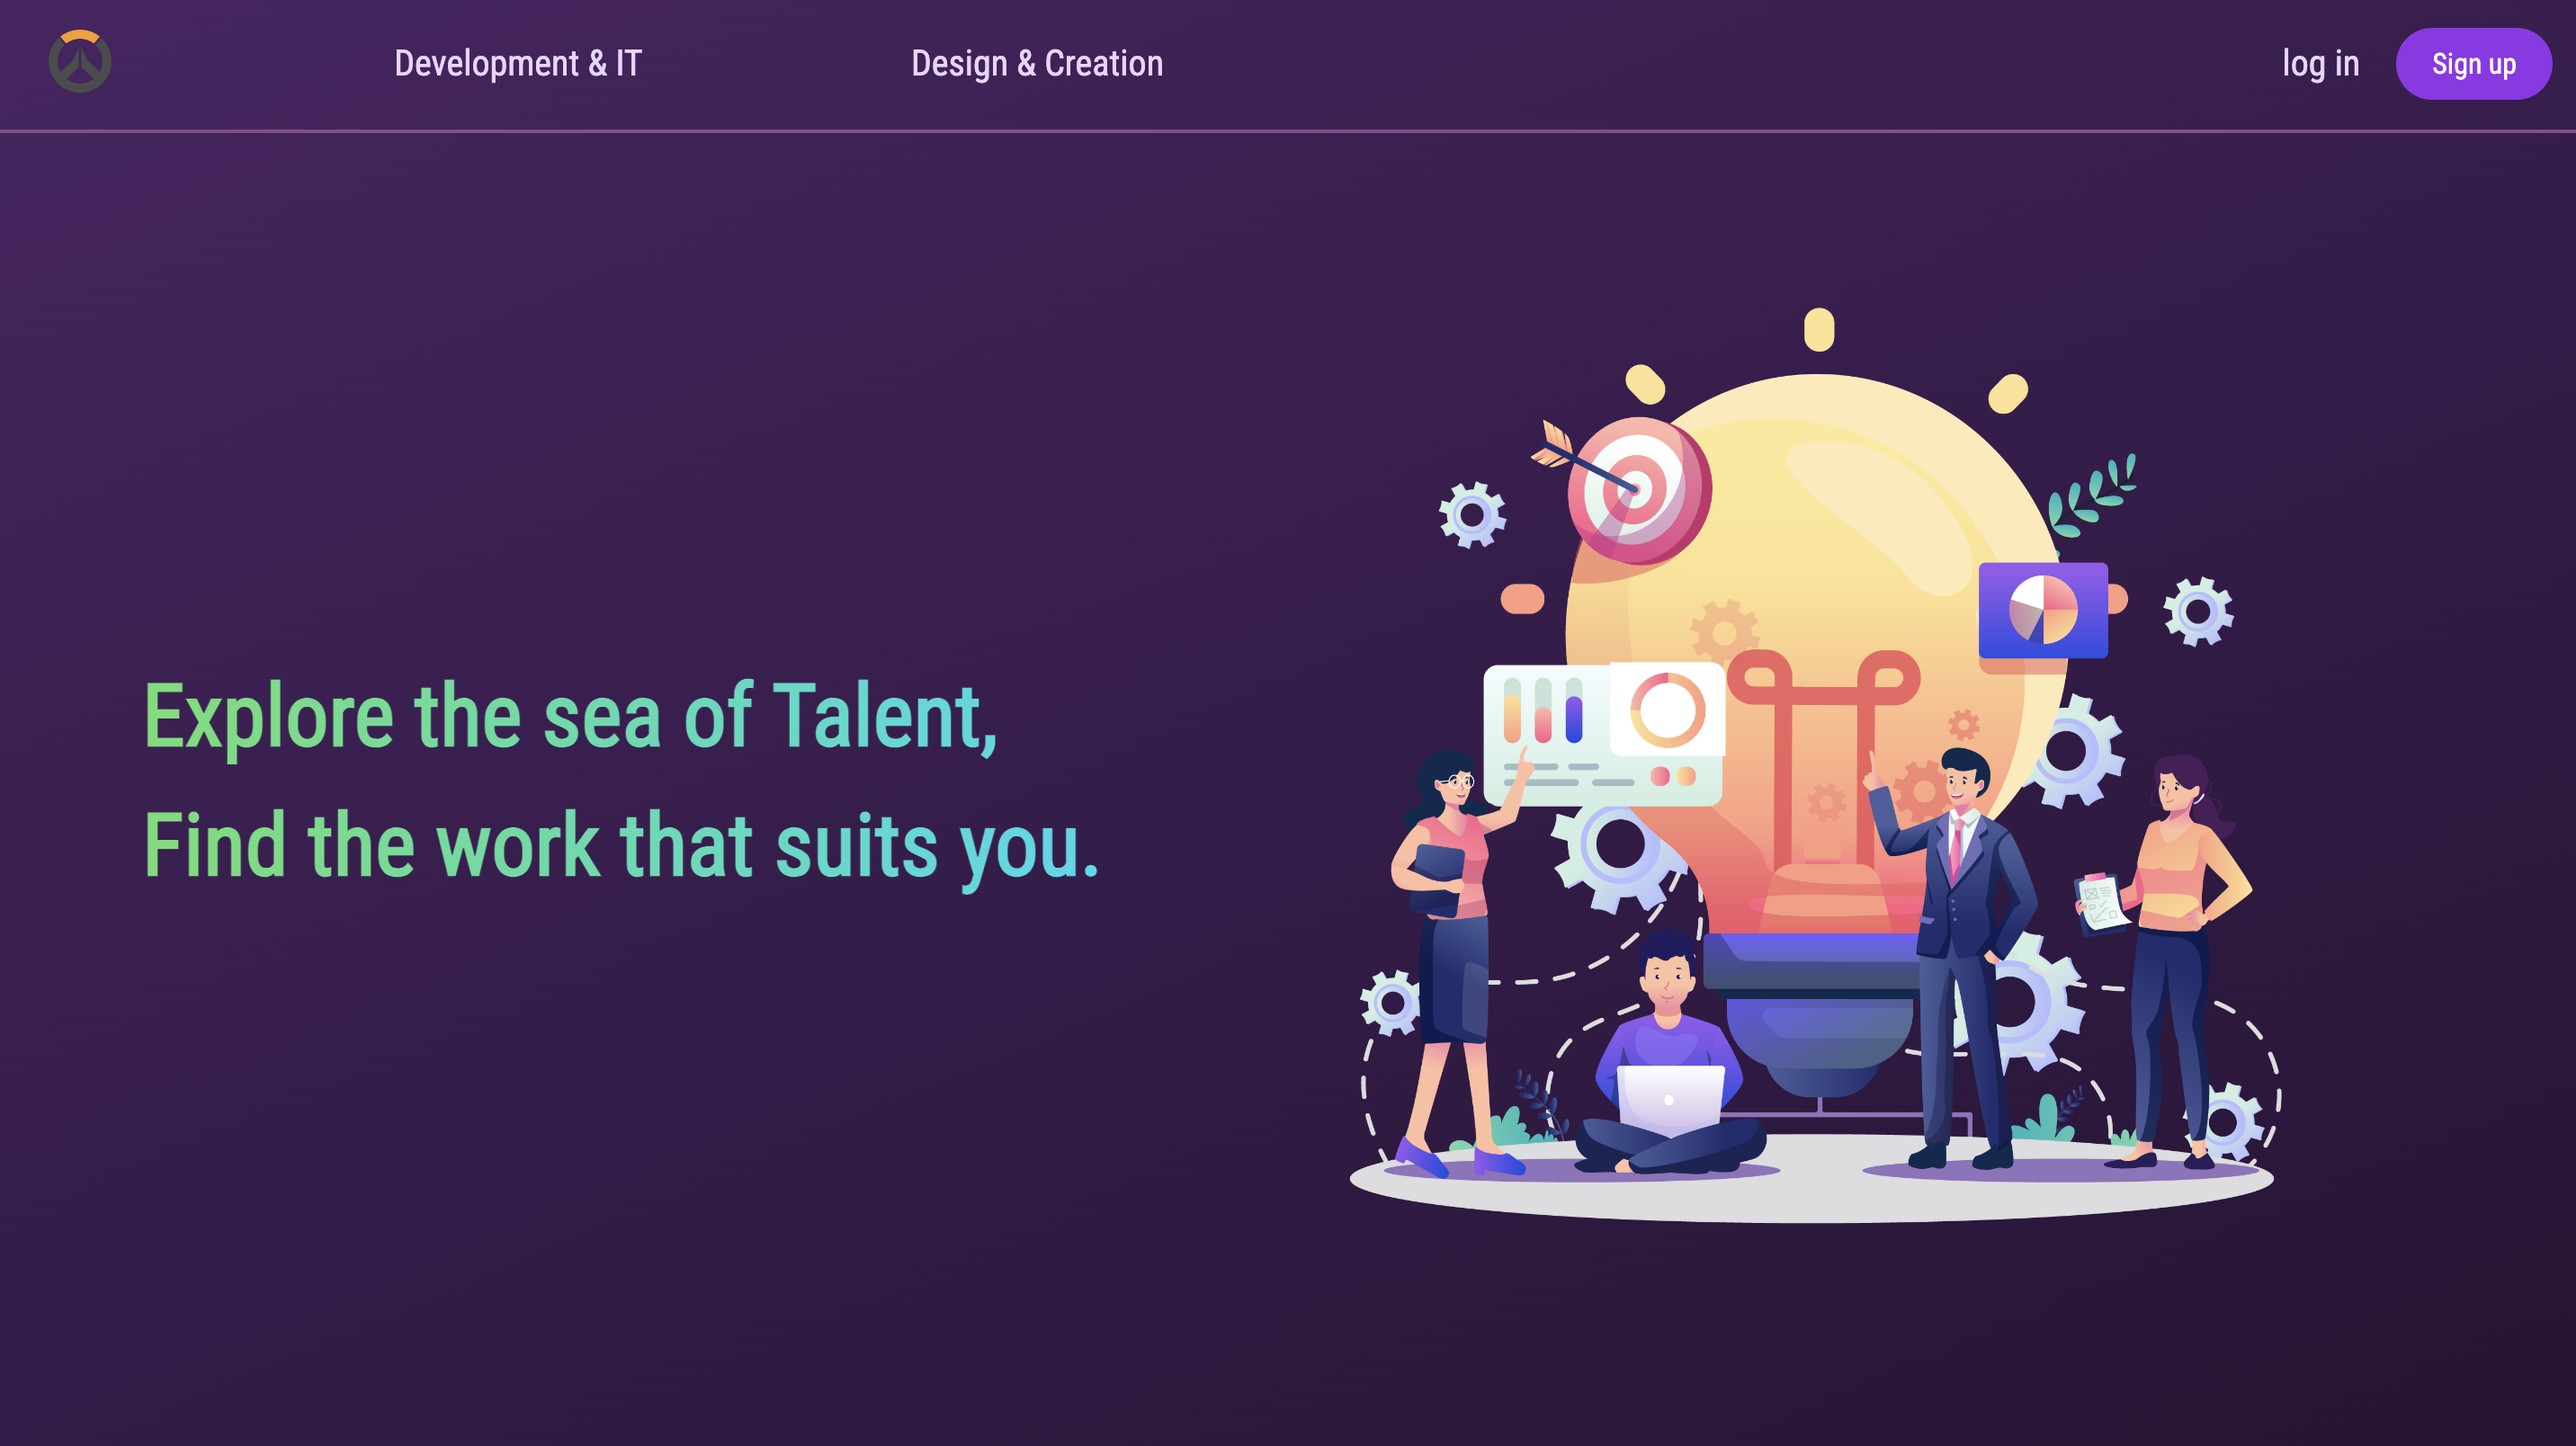 Development & IT
Design & Creation
log in
Sign up
Explore the sea of Talent,
Find the work that suits you.